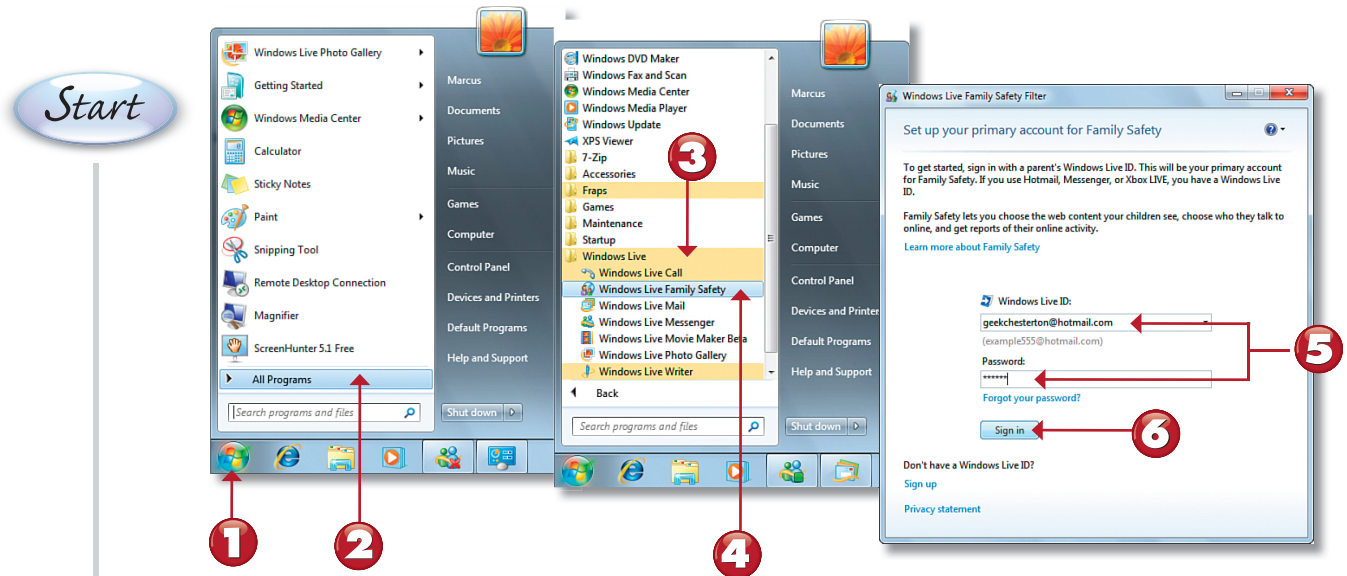 Start
Windows Live Photo Gallery
Getting Started
Windows Media Center
Calculator
Sticky Notes
Paint
Snipping Tool
Remote Desktop Connection
Magnifier
ScreenHunter 5.1 Free
All Programs
Search programs and files
Marcus
Documents
Pictures
Music
Games
Computer
Control Panel
Devices and Printers
Default Programs
Help and Support
Shut down
1
2
Windows DVD Maker
Windows Fax and Scan
Windows Media Center
Windows Media Player
Windows Update
XPS Viewer
7-Zip
Accessories
Fraps
Games
Maintenance
Startup
Windows Live
Windows Live Call
Windows Live Family Safety
Windows Live Mail
Windows Live Messenger
Windows Live Movie Maker Beta
Windows Live Photo Gallery
Windows Live Writer
Back
Search programs and files
Marcus
Documents
Pictures
Music
Games
Computer
Control Panel
Devices and Printer
Default Programs
Help and Support
Shut down
3
4
Windows Live Family Safety Filter
Set up your primary account for Family Safety
To get started, sign in with a parent's Windows Live ID. This will be your primary account
for Family Safety. If you use Hotmail, Messenger, or Xbox LIVE, you have a Windows Live
ID.
Family Safety lets you choose the web content your children see, choose who they talk to
online, and get reports of their online activity.
Learn more about Family Safety
Windows Live ID:
geekchesterton@hotmail.com
(example555@hotmail.com)
Password:
******
Forgot your password?
Sign in
5
6
Don't have a Windows Live ID?
Sign up
Privacy statement